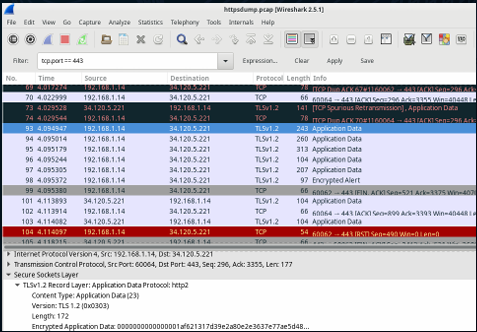 httpsdump.pcap [Wireshark 2.5.1]
File Edit View Go Capture Analyze Statistics Telephony Tools Internals Help
Filter: tcp.port == 443 Expression... Clear Apply Save
No. Time Source Destination Protocol Length Info
69 4.017274 192.168.1.14 34.120.5.221 TCP 78 [TCP Dup ACK 67#1] 60062 → 443 [ACK] Seq=296 Ack
70 4.022999 192.168.1.14 34.120.5.221 TCP 66 60064 → 443 [ACK] Seq=296 Ack=3355 Win=40448
73 4.029528 34.120.5.221 192.168.1.14 TCP 141 [TCP Spurious Retransmission] , Application Data
74 4.029544 192.168.1.14 34.120.5.221 TCP 78 [TCP Dup ACK 70#1] 60064 → 443 [ACK] Seq=296
93 4.094947 192.168.1.14 34.120.5.221 TLSv1.2 243 Application Data
94 4.095014 192.168.1.14 34.120.5.221 TLSv1.2 260 Application Data
95 4.095179 192.168.1.14 34.120.5.221 TLSv1.2 313 Application Data
96 4.095244 192.168.1.14 34.120.5.221 TLSv1.2 104 Application Data
97 4.095307 192.168.1.14 34.120.5.221 TLSv1.2 207 Application Data
98 4.095372 192.168.1.14 34.120.5.221 TLSv1.2 97 Encrypted Alert
99 4.095380 192.168.1.14 34.120.5.221 TCP 66 60062 → 443 [FIN, ACK] Seq=521 Ack=3375
101 4.113893 34.120.5.221 192.168.1.14 TLSv1.2 104 Application Data
102 4.113914 192.168.1.14 34.120.5.221 TCP 66 60064 → 443 [ACK] Seq=899 Ack=3393 Win=40448
103 4.114082 34.120.5.221 192.168.1.14 TLSv1.2 104 Application Data
104 4.114097 192.168.1.14 34.120.5.221 TCP 54 60062 → 443 [RST] Seq=490 Win=0 Len=0
105 4.118215 34.120.5.221 192.168.1.14 TCP 66
Internet Protocol Version 4, Src: 192.168.1.14, Dst: 34.120.5.221
Transmission Control Protocol, Src Port: 60064, Dst Port: 443, Seq: 296, Ack: 3355, Len: 177
Secure Sockets Layer
TLSv1.2 Record Layer: Application Data Protocol: http2
Content Type: Application Data (23)
Version: TLS 1.2 (0x0303)
Length: 172
Encrypted Application Data: 0000000000000001af621317d39e2a80e2e3637e77ae5d48...